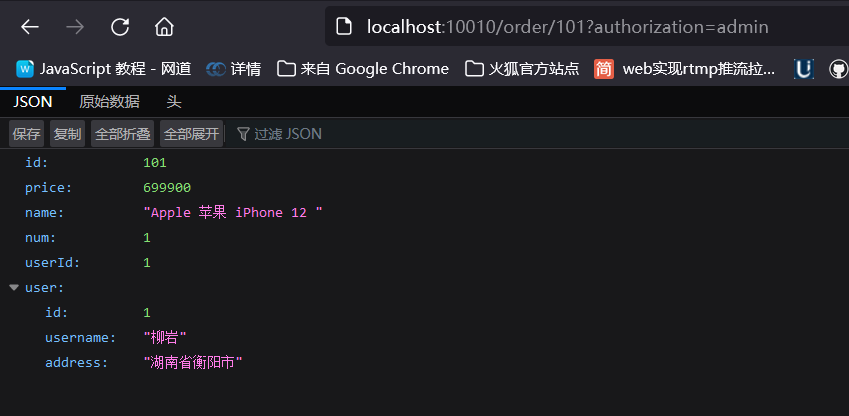 localhost:10010/order/101?authorization=admin
JavaScript 教程 - 网道 详情 来自 Google Chrome 火狐官方站点 简 web实现rtmp推流拉...
JSON 原始数据 头
保存 复制 全部折叠 全部展开 过滤 JSON
id: 101
price: 699900
name: "Apple 苹果 iPhone 12 "
num: 1
userId: 1
user:
id: 1
username: "柳岩"
address: "湖南省衡阳市"